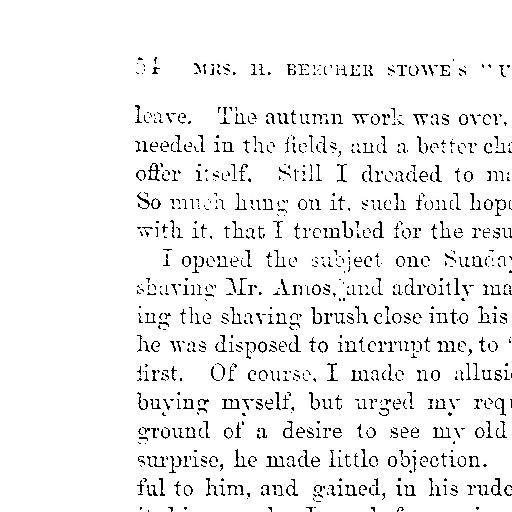 54 MRS. H. BEECHER STOWE'S "U
leave. The autumn work was over,
needed in the fields, and a better cha
offer itself. Still I dreaded to ma
So much hung on it, such fond hope
with it, that I trembled for the resu
I opened the subject one Sunday
shaving Mr. Amos, and adroitly ma
ing the shaving brush close into his
he was disposed to interrupt me, to "
first. Of course, I made no allusi
buying myself, but urged my requ
ground of a desire to see my old
surprise, he made little objection.
ful to him, and gained, in his rude